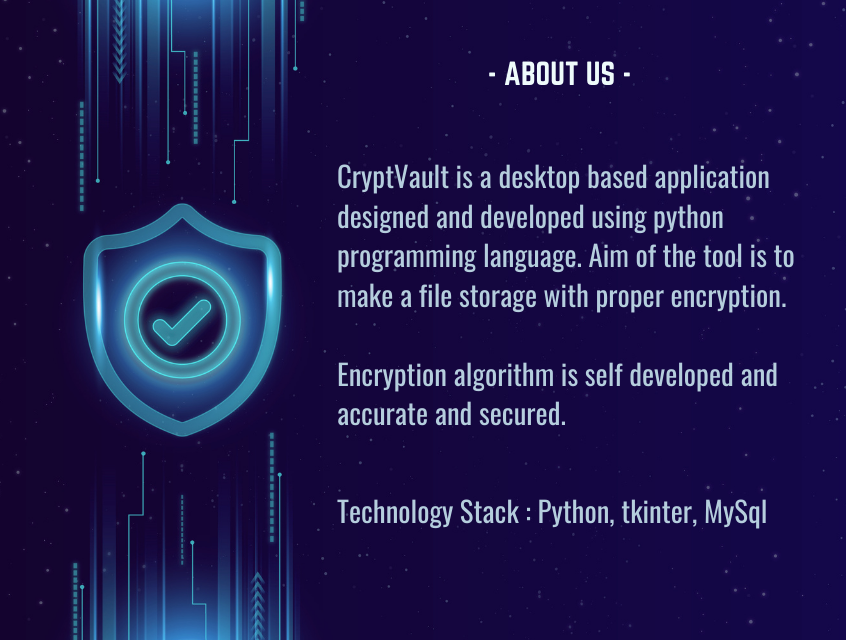 - ABOUT US -
CryptVault is a desktop based application
designed and developed using python
programming language. Aim of the tool is to
make a file storage with proper encryption.
Encryption algorithm is self developed and
accurate and secured.
Technology Stack : Python, tkinter, MySql